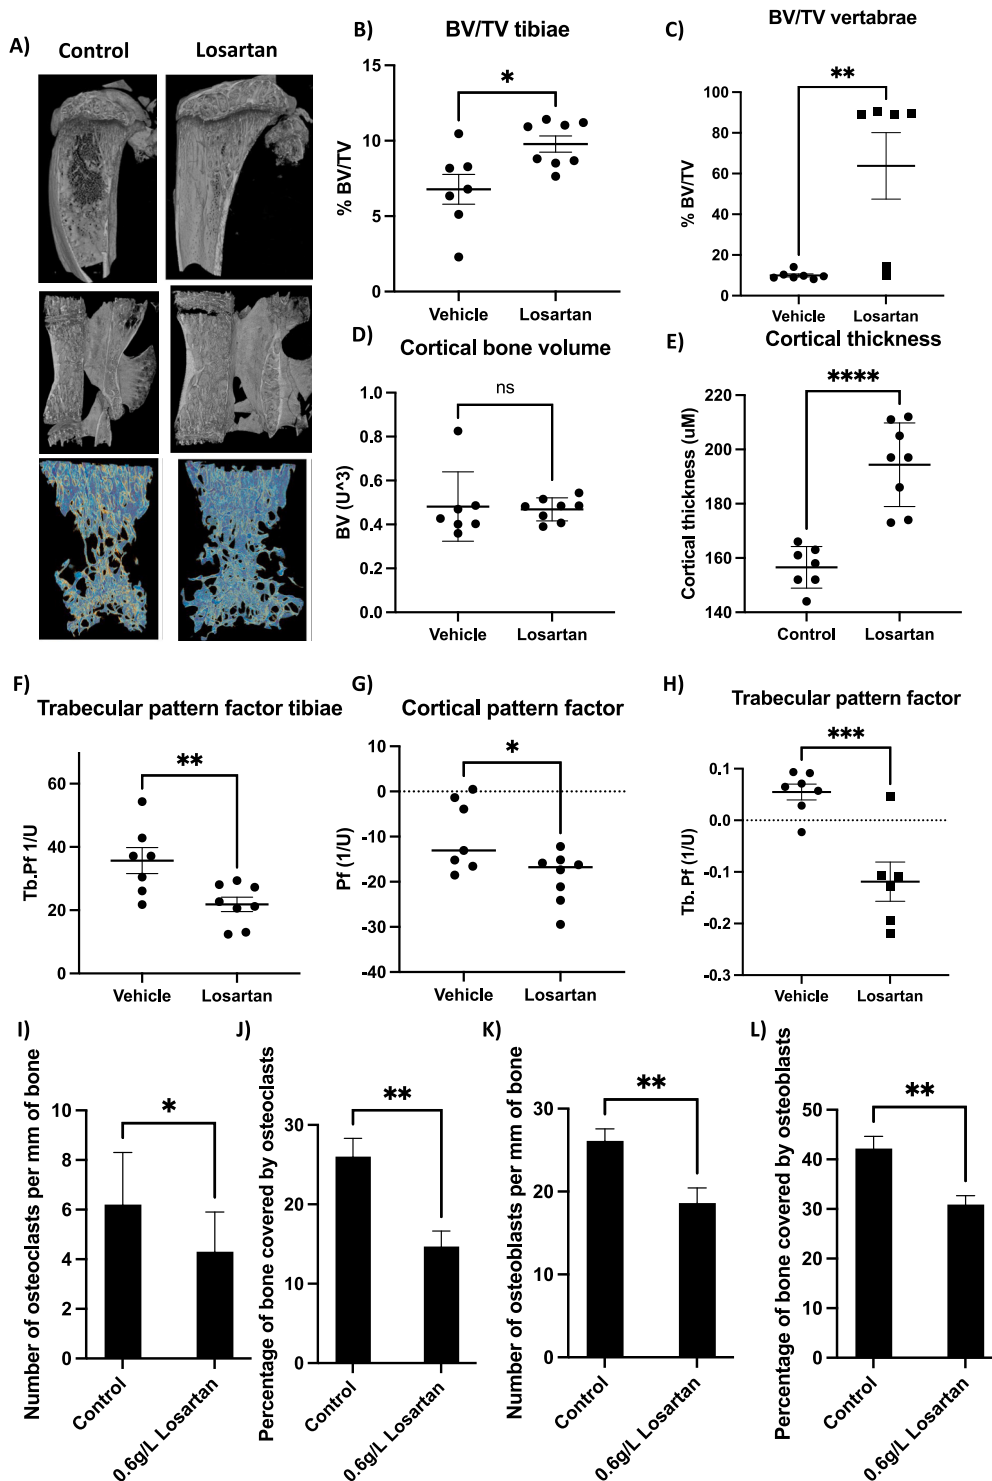 A)
Control
Losartan
B)
BV/TV tibiae
*
% BV/TV
15
10
5
0
Vehicle
Losartan
C)
BV/TV vertabrae
**
% BV/TV
100
80
60
40
20
0
Vehicle
Losartan
D)
Cortical bone volume
ns
BV (U^3)
1.0
0.8
0.6
0.4
0.2
0.0
Vehicle
Losartan
E)
Cortical thickness
****
Cortical thickness (uM)
220
200
180
160
140
Control
Losartan
F)
Trabecular pattern factor tibiae
**
Tb.Pf 1/U
60
40
20
0
Vehicle
Losartan
G)
Cortical pattern factor
*
Pf (1/U)
10
0
-10
-20
-30
-40
Vehicle
Losartan
H)
Trabecular pattern factor
***
Tb. Pf (1/U)
0.1
0.0
-0.1
-0.2
-0.3
Vehicle
Losartan
I)
Number of osteoclasts per mm of bone
*
10
8
6
4
2
0
Control
0.6g/L Losartan
J)
Percentage of bone covered by osteoclasts
**
30
20
10
0
Control
0.6g/L Losartan
K)
Number of osteoblasts per mm of bone
**
30
20
10
0
Control
0.6g/L Losartan
L)
Percentage of bone covered by osteoblasts
**
50
40
30
20
10
0
Control
0.6g/L Losartan